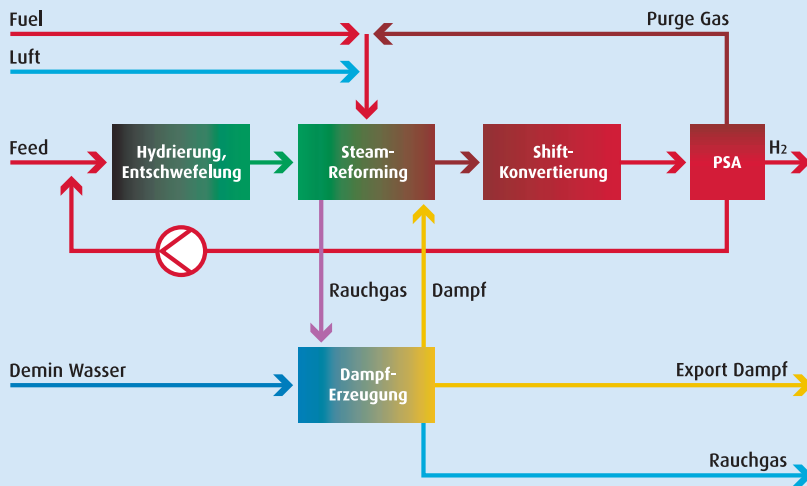 Fuel
Purge Gas
Luft
Feed
Hydrierung,
Entschwefelung
Steam-
Reforming
Shift-
Konvertierung
PSA
H2
Rauchgas
Dampf
Demin Wasser
Dampf-
Erzeugung
Export Dampf
Rauchgas